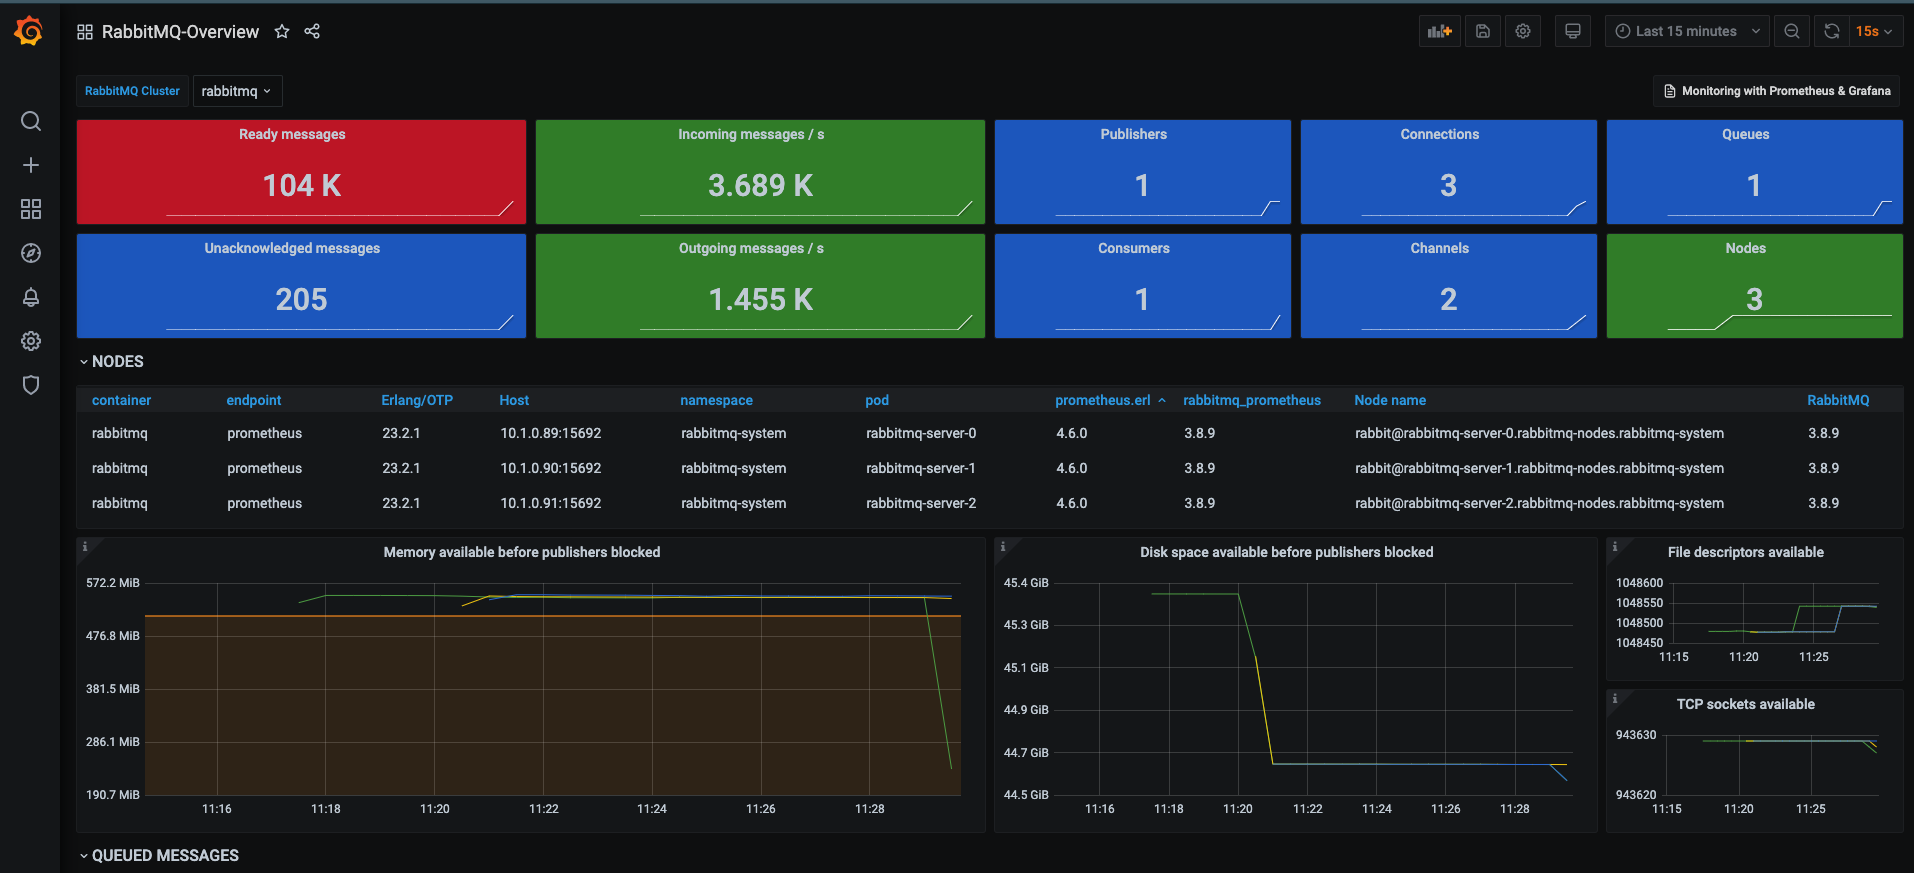 RabbitMQ-Overview
Last 15 minutes
15s
RabbitMQ Cluster rabbitmq
Monitoring with Prometheus & Grafana
Ready messages
104 K
Incoming messages / s
3.689 K
Publishers
1
Connections
3
Queues
1
Unacknowledged messages
205
Outgoing messages / s
1.455 K
Consumers
1
Channels
2
Nodes
3
NODES
container endpoint Erlang/OTP Host namespace pod prometheus.erl rabbitmq_prometheus Node name RabbitMQ
rabbitmq prometheus 23.2.1 10.1.0.89:15692 rabbitmq-system rabbitmq-server-0 4.6.0 3.8.9 rabbit@rabbitmq-server-0.rabbitmq-nodes.rabbitmq-system 3.8.9
rabbitmq prometheus 23.2.1 10.1.0.90:15692 rabbitmq-system rabbitmq-server-1 4.6.0 3.8.9 rabbit@rabbitmq-server-1.rabbitmq-nodes.rabbitmq-system 3.8.9
rabbitmq prometheus 23.2.1 10.1.0.91:15692 rabbitmq-system rabbitmq-server-2 4.6.0 3.8.9 rabbit@rabbitmq-server-2.rabbitmq-nodes.rabbitmq-system 3.8.9
Memory available before publishers blocked
572.2 MiB
476.8 MiB
381.5 MiB
286.1 MiB
190.7 MiB
11:16 11:18 11:20 11:22 11:24 11:26 11:28
Disk space available before publishers blocked
45.4 GiB
45.3 GiB
45.1 GiB
44.9 GiB
44.7 GiB
44.5 GiB
11:16 11:18 11:20 11:22 11:24 11:26 11:28
File descriptors available
1048600
1048550
1048500
1048450
11:15 11:20 11:25
TCP sockets available
943630
943620
11:15 11:20 11:25
QUEUED MESSAGES